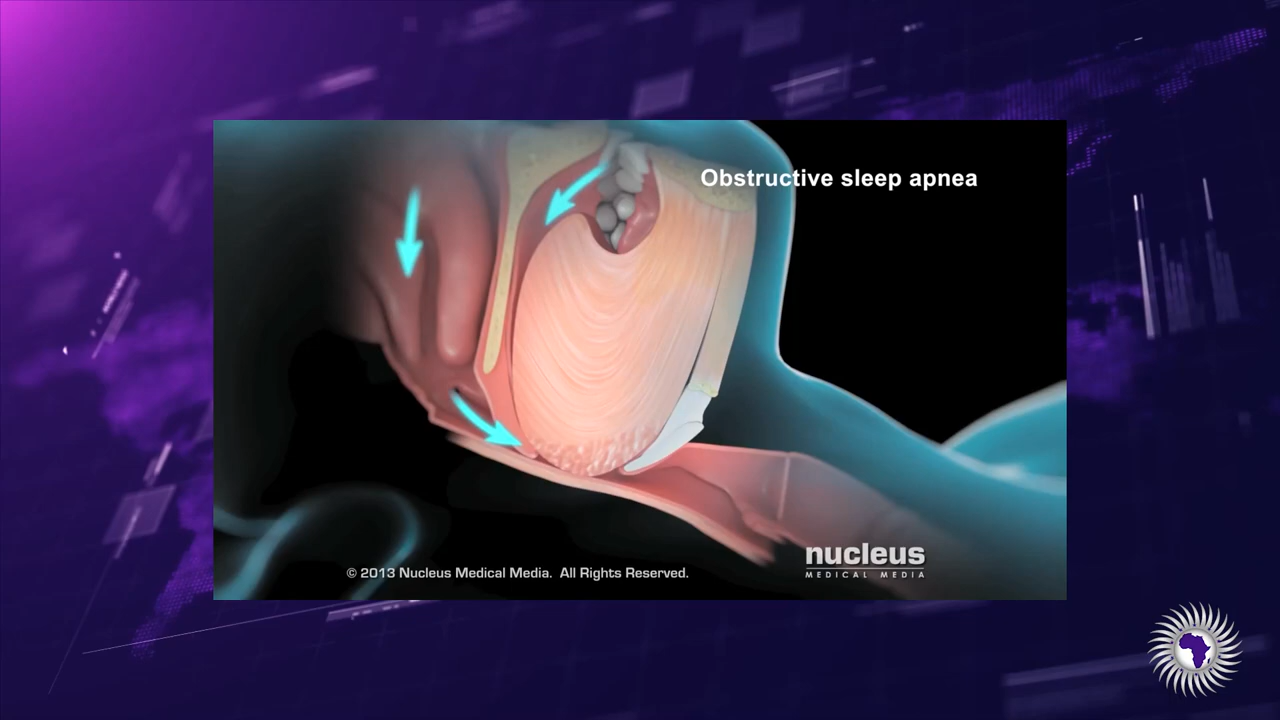 Obstructive sleep apnea
nucleus
MEDICAL MEDIA
© 2013 Nucleus Medical Media. All Rights Reserved.